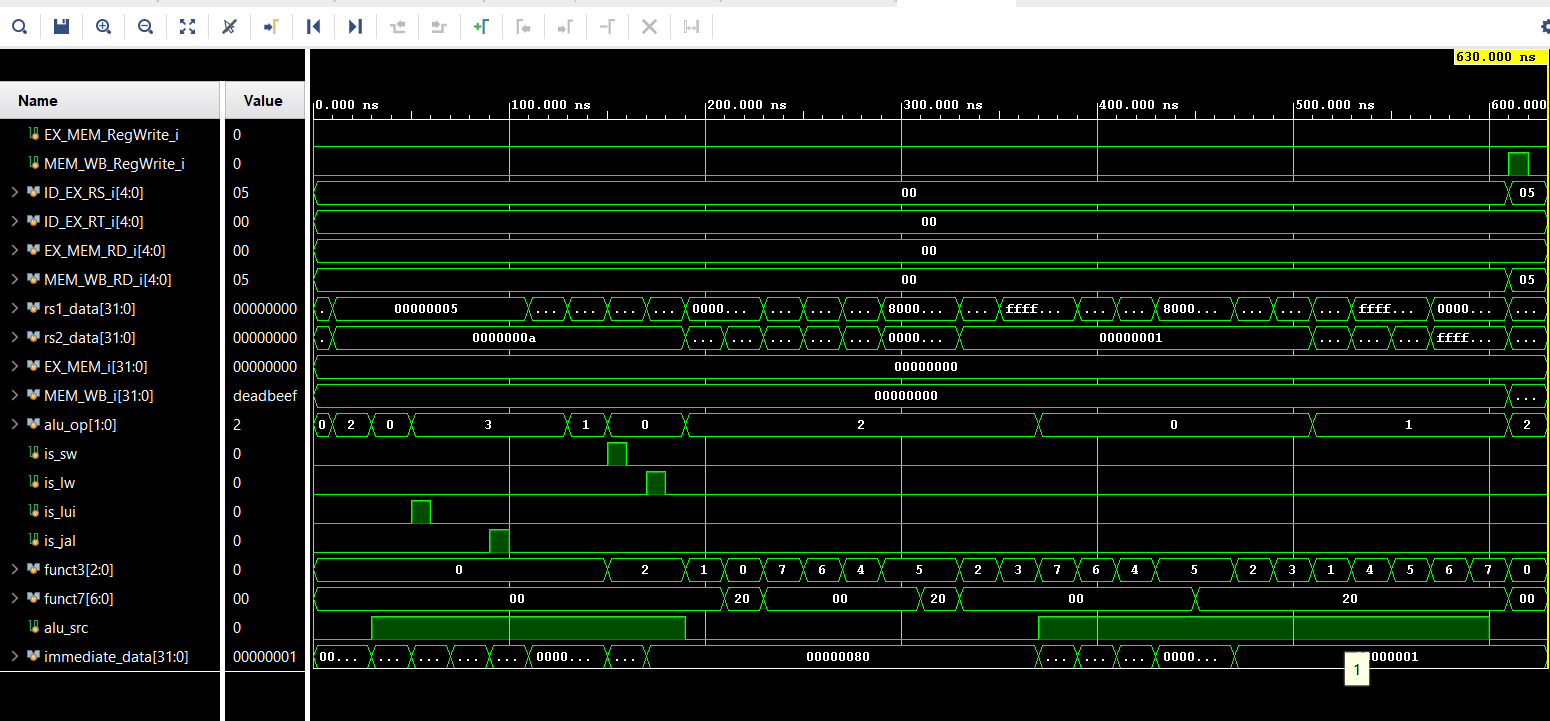 630.000 ns
Name Value 0.000 ns 100.000 ns 200.000 ns 300.000 ns 400.000 ns 500.000 ns 600.000
EX_MEM_RegWrite_i 0
MEM_WB_RegWrite_i 0
ID_EX_RS_i[4:0] 05 00 05
ID_EX_RT_i[4:0] 00 00
EX_MEM_RD_i[4:0] 00 00
MEM_WB_RD_i[4:0] 05 00 05
rs1_data[31:0] 00000000 . 00000005 ... ... ... ... 0000... ... ... ... 8000... ... ffff... ... ... 8000... ... ... ... ffff... 0000... ...
rs2_data[31:0] 00000000 . 0000000a ... ... ... ... ... 0000... 00000001 ... ... ... ffff... ...
EX_MEM_i[31:0] 00000000 00000000
MEM_WB_i[31:0] deadbeef 00000000 ...
alu_op[1:0] 2 0 2 0 3 1 0 2 0 1 2
is_sw 0
is_lw 0
is_lui 0
is_jal 0
funct3[2:0] 0 0 2 1 0 7 6 4 5 2 3 7 6 4 5 2 3 1 4 5 6 7 0
funct7[6:0] 00 00 20 00 20 00 20 00
alu_src 0
immediate_data[31:0] 00000001 00... ... ... ... ... 0000... ... 00000080 ... ... ... 0000... 000001
1